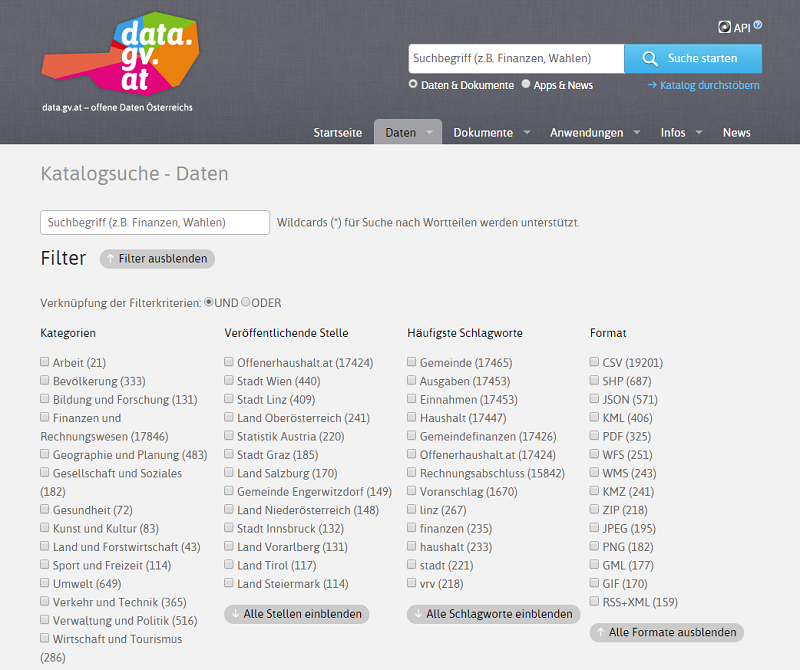 data.
gv.
at
data.gv.at – offene Daten Österreichs
API ?
Suchbegriff (z.B. Finanzen, Wahlen)
Suche starten
Daten & Dokumente Apps & News
→ Katalog durchstöbern
Startseite Daten Dokumente Anwendungen Infos News
Katalogsuche - Daten
Suchbegriff (z.B. Finanzen, Wahlen) Wildcards (*) für Suche nach Wortteilen werden unterstützt.
Filter ↑ Filter ausblenden
Verknüpfung der Filterkriterien: UND ODER
Kategorien
Arbeit (21)
Bevölkerung (333)
Bildung und Forschung (131)
Finanzen und
Rechnungswesen (17846)
Geographie und Planung (483)
Gesellschaft und Soziales
(182)
Gesundheit (72)
Kunst und Kultur (83)
Land und Forstwirtschaft (43)
Sport und Freizeit (114)
Umwelt (649)
Verkehr und Technik (365)
Verwaltung und Politik (516)
Wirtschaft und Tourismus
(286)
Veröffentlichende Stelle
Offenerhaushalt.at (17424)
Stadt Wien (440)
Stadt Linz (409)
Land Oberösterreich (241)
Statistik Austria (220)
Stadt Graz (185)
Land Salzburg (170)
Gemeinde Engerwitzdorf (149)
Land Niederösterreich (148)
Stadt Innsbruck (132)
Land Vorarlberg (131)
Land Tirol (117)
Land Steiermark (114)
↓ Alle Stellen einblenden
Häufigste Schlagworte
Gemeinde (17465)
Ausgaben (17453)
Einnahmen (17453)
Haushalt (17447)
Gemeindefinanzen (17426)
Offenerhaushalt.at (17424)
Rechnungsabschluss (15842)
Voranschlag (1670)
linz (267)
finanzen (235)
haushalt (233)
stadt (221)
vrv (218)
↓ Alle Schlagworte einblenden
Format
CSV (19201)
SHP (687)
JSON (571)
KML (406)
PDF (325)
WFS (251)
WMS (243)
KMZ (241)
ZIP (218)
JPEG (195)
PNG (182)
GML (177)
GIF (170)
RSS+XML (159)
↑ Alle Formate ausblenden